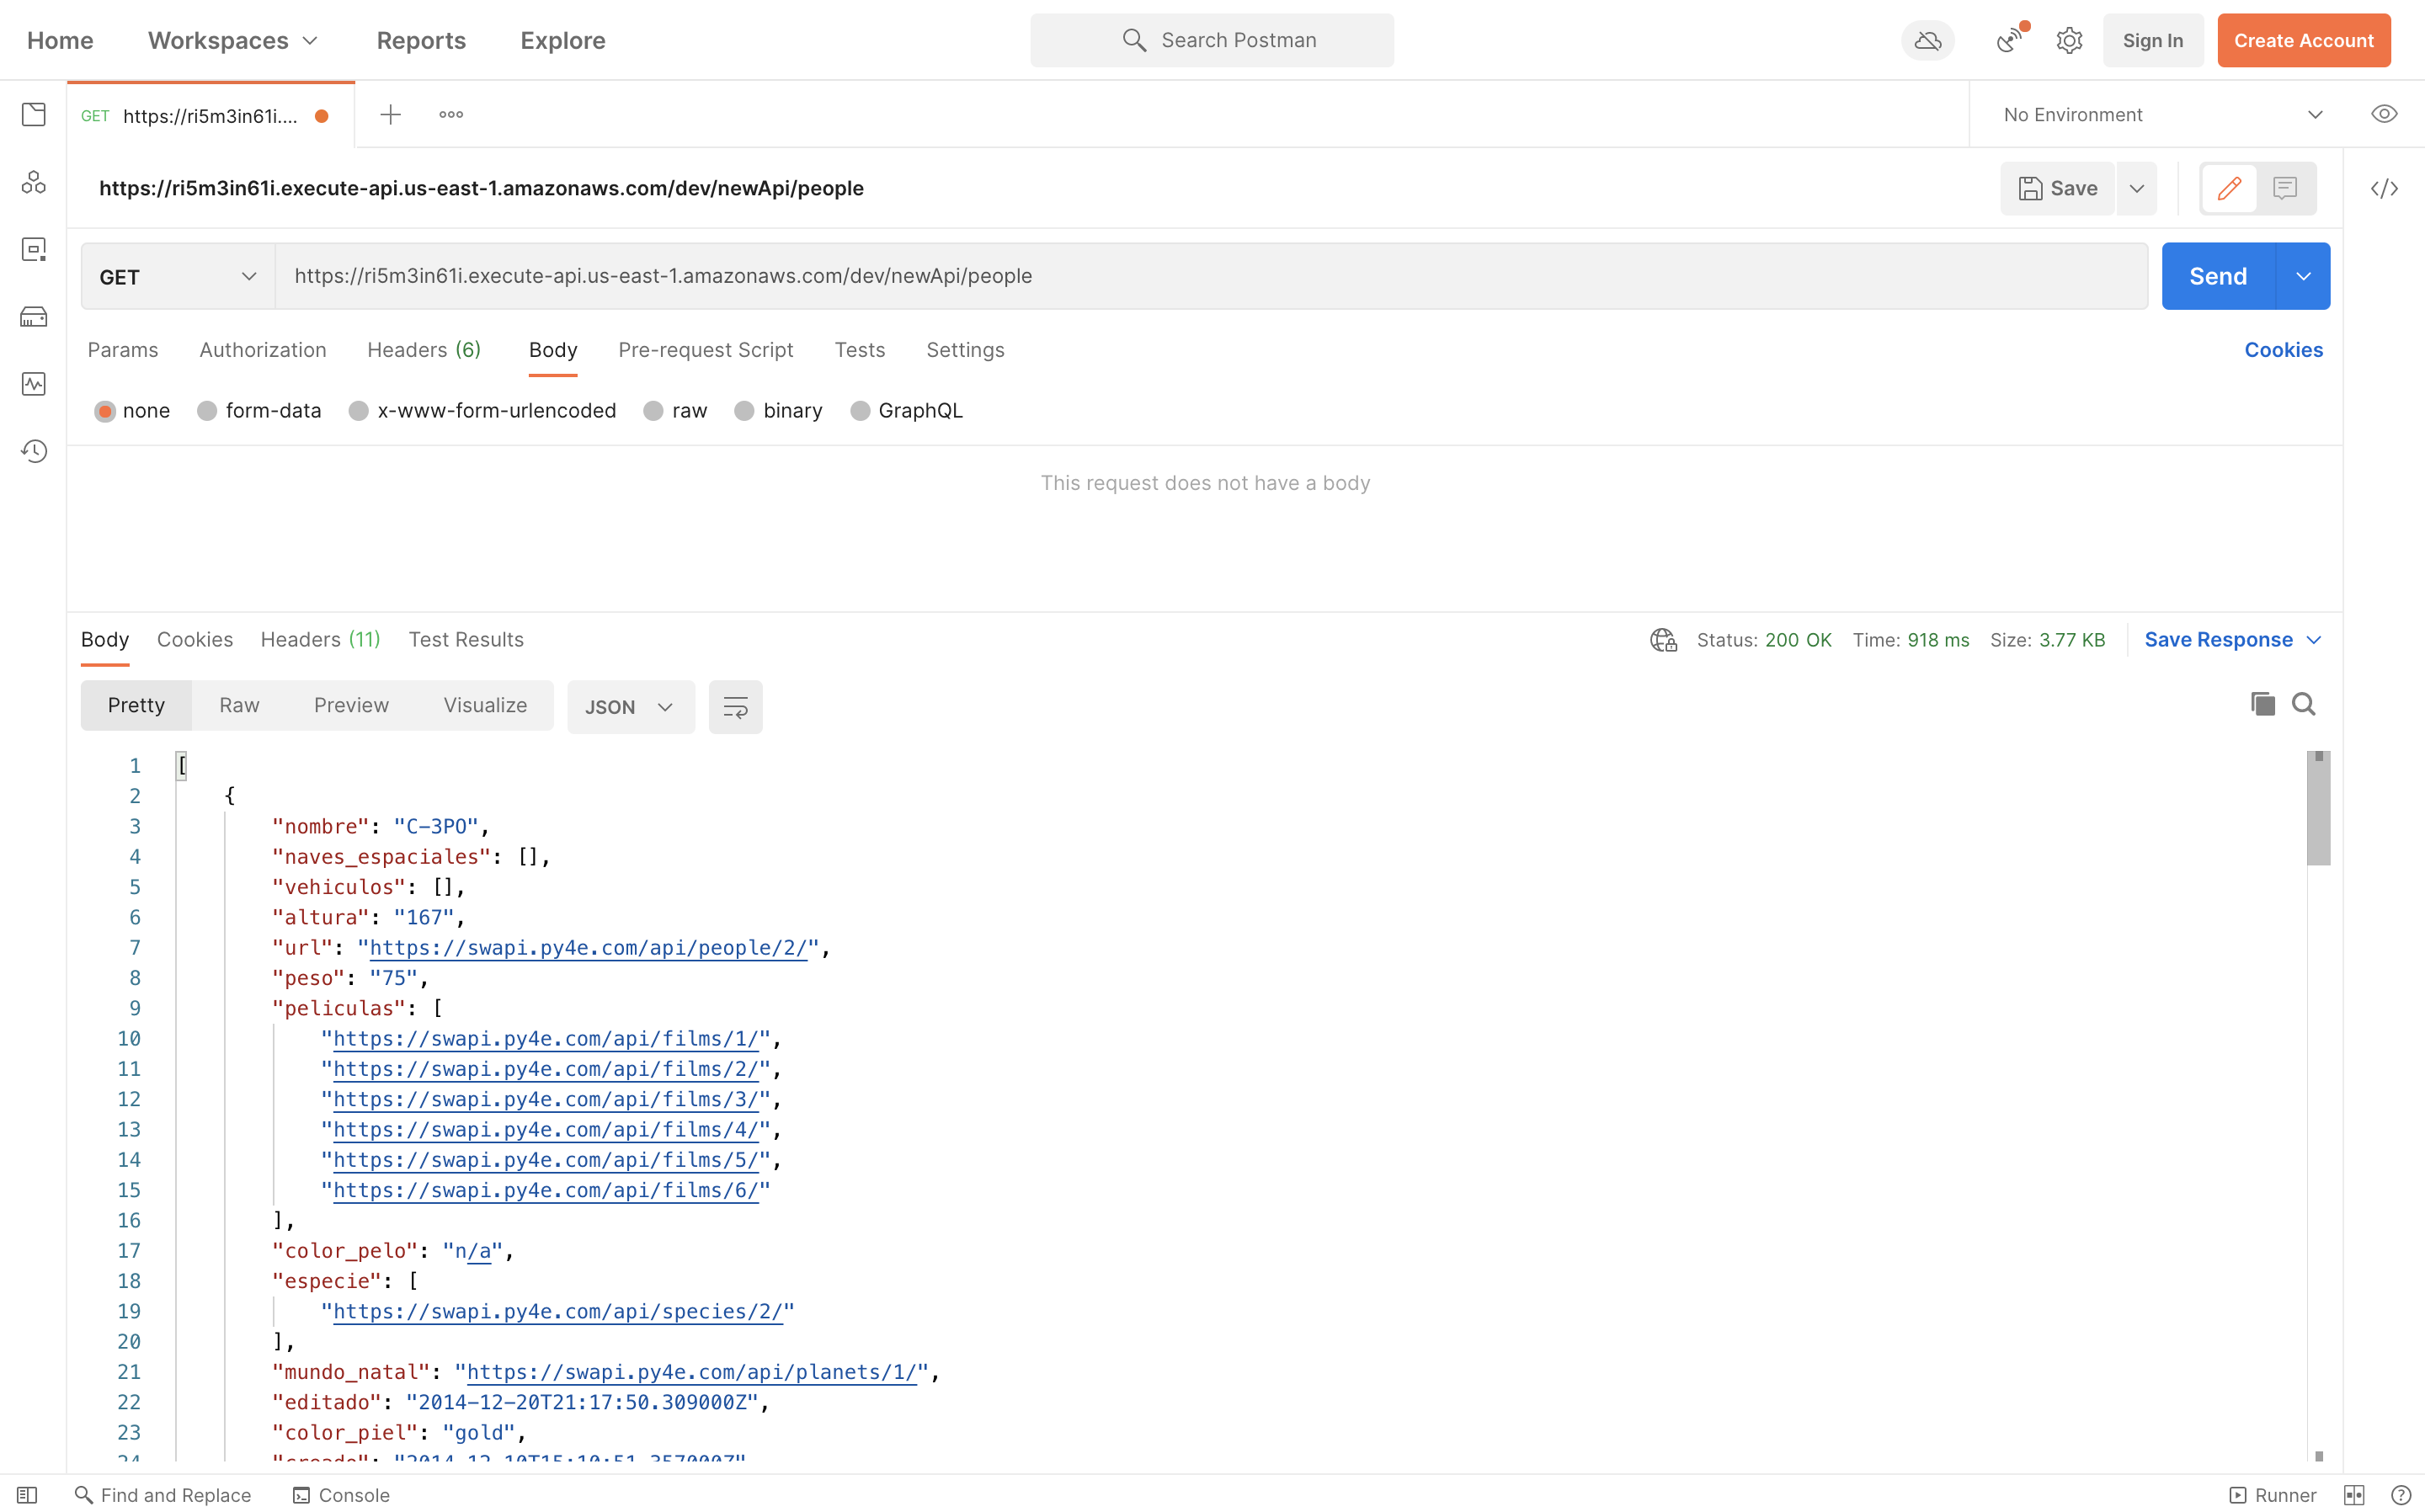 Home Workspaces Reports Explore Search Postman Sign In Create Account
GET https://ri5m3in61i.... No Environment
https://ri5m3in61i.execute-api.us-east-1.amazonaws.com/dev/newApi/people Save
GET https://ri5m3in61i.execute-api.us-east-1.amazonaws.com/dev/newApi/people Send
Params Authorization Headers (6) Body Pre-request Script Tests Settings Cookies
none form-data x-www-form-urlencoded raw binary GraphQL
This request does not have a body
Body Cookies Headers (11) Test Results Status: 200 OK Time: 918 ms Size: 3.77 KB Save Response
Pretty Raw Preview Visualize JSON
1 [
2 {
3 "nombre": "C-3PO",
4 "naves_espaciales": [],
5 "vehiculos": [],
6 "altura": "167",
7 "url": "https://swapi.py4e.com/api/people/2/",
8 "peso": "75",
9 "peliculas": [
10 "https://swapi.py4e.com/api/films/1/",
11 "https://swapi.py4e.com/api/films/2/",
12 "https://swapi.py4e.com/api/films/3/",
13 "https://swapi.py4e.com/api/films/4/",
14 "https://swapi.py4e.com/api/films/5/",
15 "https://swapi.py4e.com/api/films/6/"
16 ],
17 "color_pelo": "n/a",
18 "especie": [
19 "https://swapi.py4e.com/api/species/2/"
20 ],
21 "mundo_natal": "https://swapi.py4e.com/api/planets/1/",
22 "editado": "2014-12-20T21:17:50.309000Z",
23 "color_piel": "gold",
24 "creado": "2014-12-10T15:10:51.357000Z"
Find and Replace Console Runner